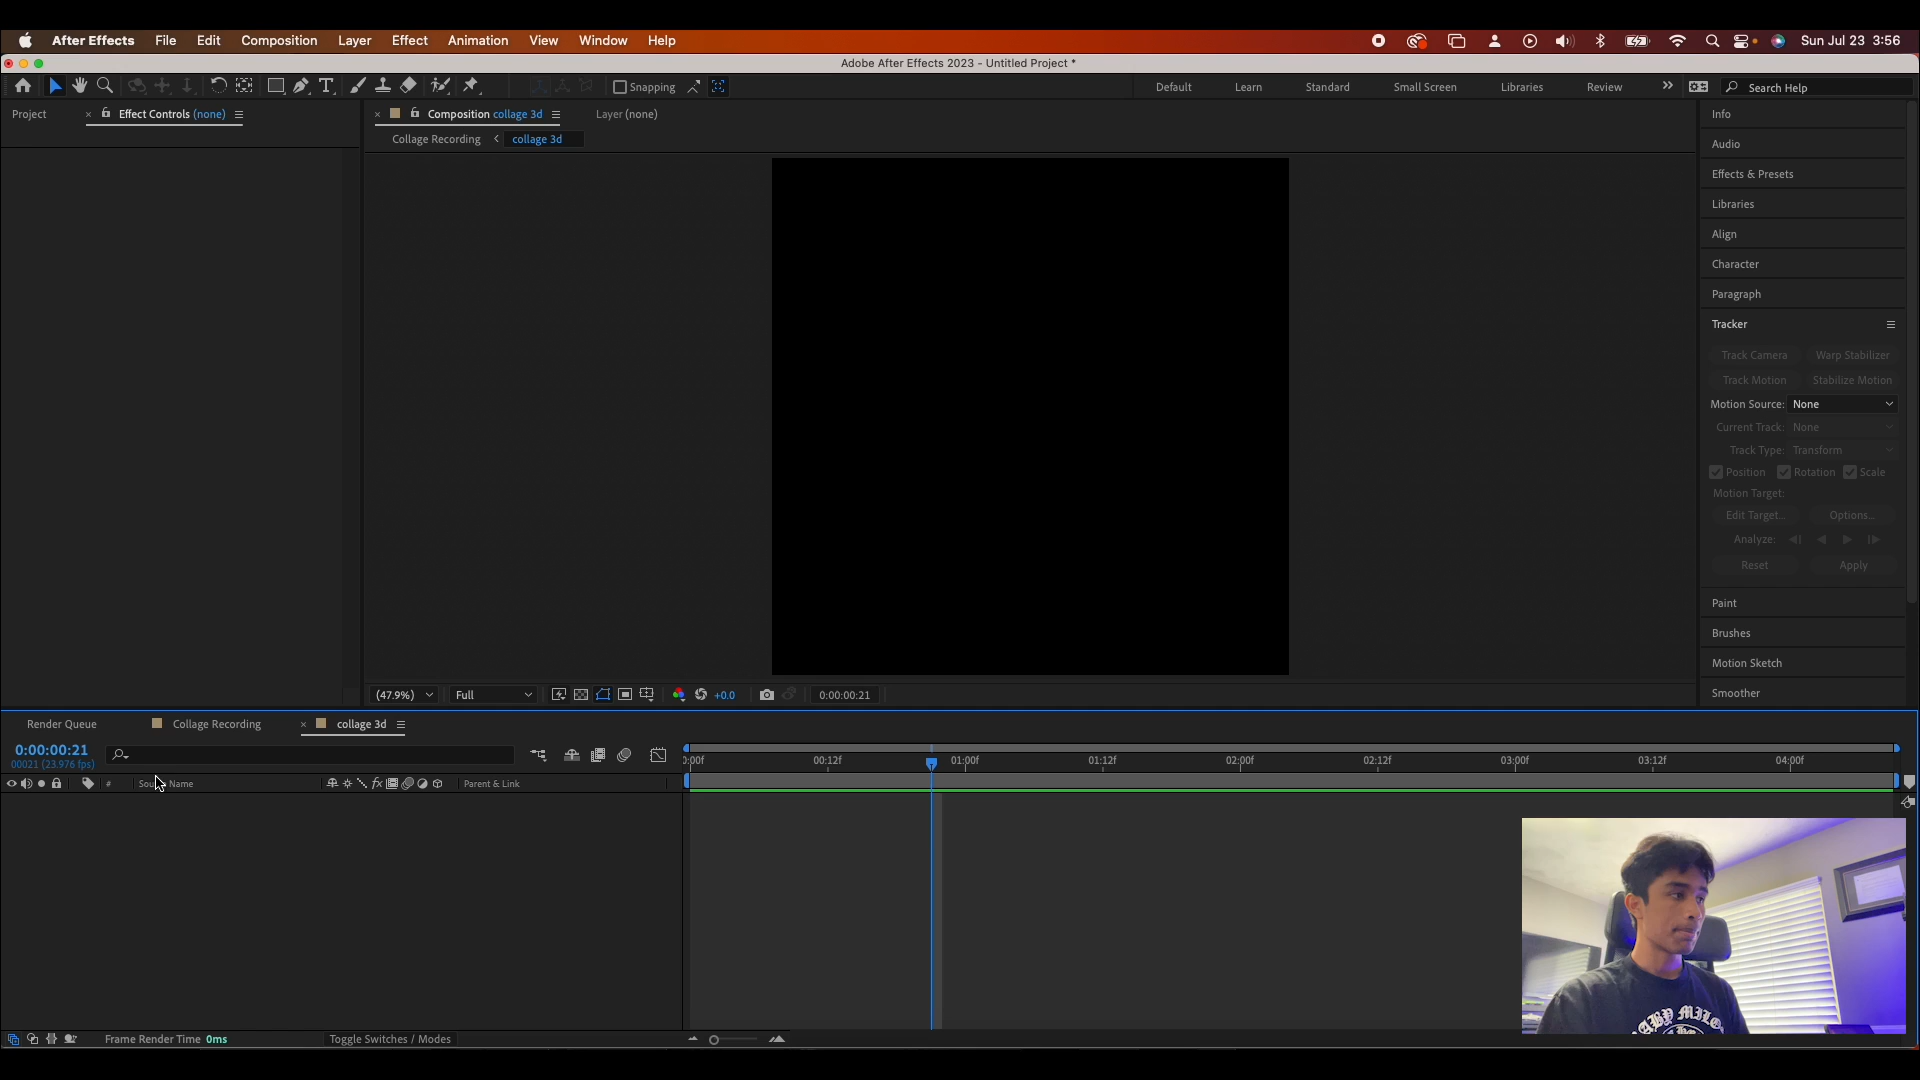 After Effects File Edit Composition Layer Effect Animation View Window Help Sun Jul 23 3:56
Adobe After Effects 2023 - Untitled Project *
Snapping Default Learn Standard Small Screen Libraries Review Search Help
Project Effect Controls (none) Composition collage 3d Layer (none) Info
Collage Recording collage 3d
Audio
Effects & Presets
Libraries
Align
Character
Paragraph
Tracker
Track Camera Warp Stabilizer
Track Motion Stabilize Motion
Motion Source: None
Current Track: None
Track Type: Transform
Position Rotation Scale
Motion Target:
Edit Target... Options...
Analyze:
Reset Apply
Paint
Brushes
Motion Sketch
Smoother
(47.9%) Full +0.0 0:00:00:21
Render Queue Collage Recording collage 3d
0:00:00:21
00021 (23.976 fps)
:00f 00:12f 01:00f 01:12f 02:00f 02:12f 03:00f 03:12f 04:00f
# Name fx Parent & Link
Frame Render Time 0ms Toggle Switches / Modes